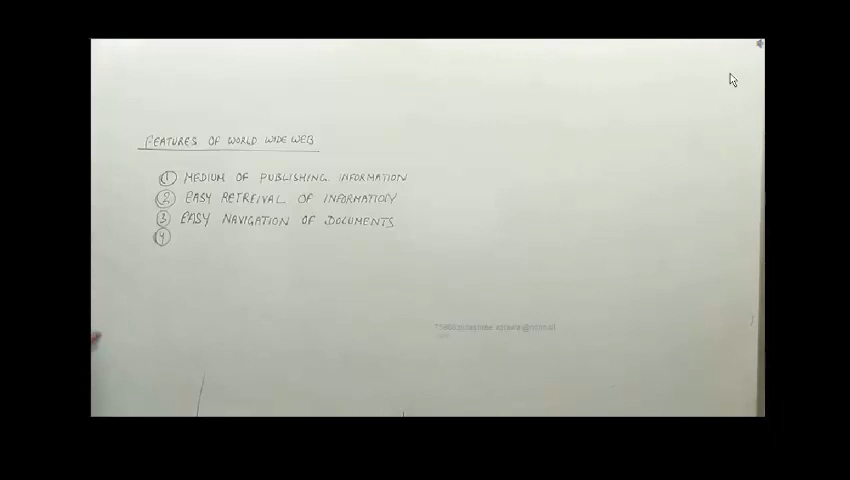 FEATURES OF WORLD WIDE WEB
① MEDIUM OF PUBLISHING INFORMATION
② EASY RETREIVAL OF INFORMATION
③ EASY NAVIGATION OF DOCUMENTS
④